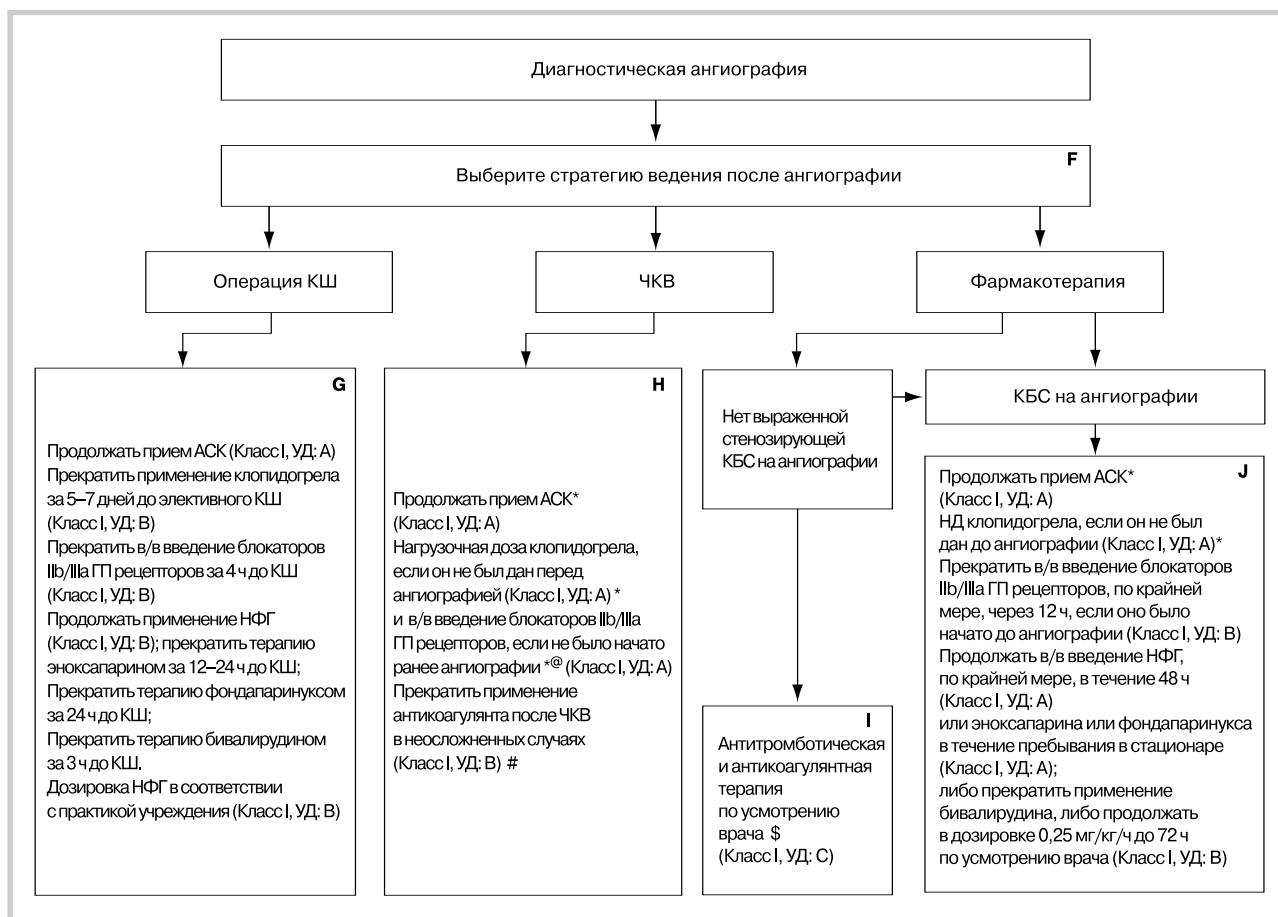 Диагностическая ангиография
F
Выберите стратегию ведения после ангиографии
Операция КШ
ЧКВ
Фармакотерапия
G
Продолжать прием АСК (Класс I, УД: А)
Прекратить применение клопидогрела
за 5–7 дней до элективного КШ
(Класс I, УД: В)
Прекратить в/в введение блокаторов
IIb/IIIa ГП рецепторов за 4 ч до КШ
(Класс I, УД: В)
Продолжать применение НФГ
(Класс I, УД: В); прекратить терапию
эноксапарином за 12–24 ч до КШ;
Прекратить терапию фондапаринуксом
за 24 ч до КШ;
Прекратить терапию бивалирудином
за 3 ч до КШ.
Дозировка НФГ в соответствии
с практикой учреждения (Класс I, УД: В)
H
Продолжать прием АСК*
(Класс I, УД: А)
Нагрузочная доза клопидогрела,
если он не был дан перед
ангиографией (Класс I, УД: А) *
и в/в введение блокаторов IIb/IIIa
ГП рецепторов, если не было начато
ранее ангиографии *@ (Класс I, УД: А)
Прекратить применение
антикоагулянта после ЧКВ
в неосложненных случаях
(Класс I, УД: В) #
Нет выраженной
стенозирующей
КБС на ангиографии
I
Антитромботическая
и антикоагулянтная
терапия
по усмотрению
врача $
(Класс I, УД: С)
КБС на ангиографии
J
Продолжать прием АСК*
(Класс I, УД: А)
НД клопидогрела, если он не был
дан до ангиографии (Класс I, УД: А)*
Прекратить в/в введение блокаторов
IIb/IIIa ГП рецепторов, по крайней
мере, через 12 ч, если оно было
начато до ангиографии (Класс I, УД: В)
Продолжать в/в введение НФГ,
по крайней мере, в течение 48 ч
(Класс I, УД: А)
или эноксапарина или фондапаринукса
в течение пребывания в стационаре
(Класс I, УД: А);
либо прекратить применение
бивалирудина, либо продолжать
в дозировке 0,25 мг/кг/ч до 72 ч
по усмотрению врача (Класс I, УД: В)